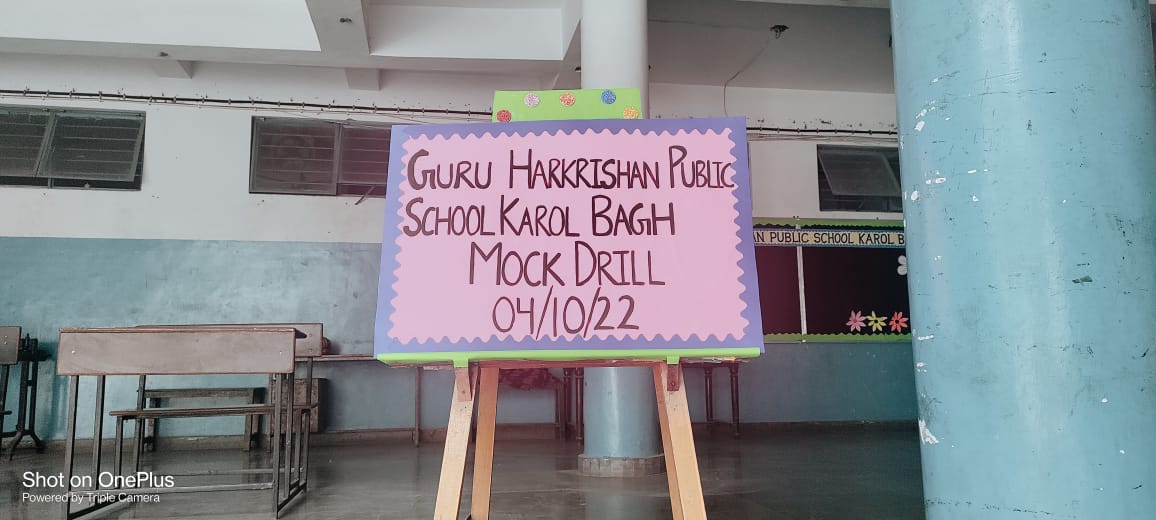 GURU HARKRISHAN PUBLIC
SCHOOL KAROL BAGH
MOCK DRILL
04/10/22
PUBLIC SCHOOL KAROL
Shot on OnePlus
Powered by Triple Camera